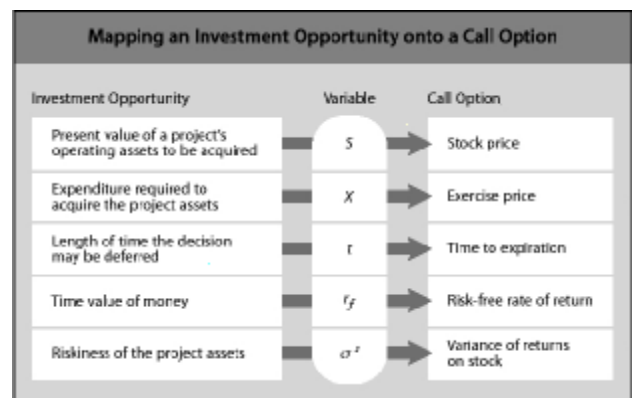 Mapping an Investment Opportunity onto a Call Option
Investment Opportunity Variable Call Option
Present value of a project's
operating assets to be acquired
S
Stock price
Expenditure required to
acquire the project assets
X
Exercise price
Length of time the decision
may be deferred
t
Time to expiration
Time value of money
rf
Risk-free rate of return
Riskiness of the project assets
σ²
Variance of returns
on stock